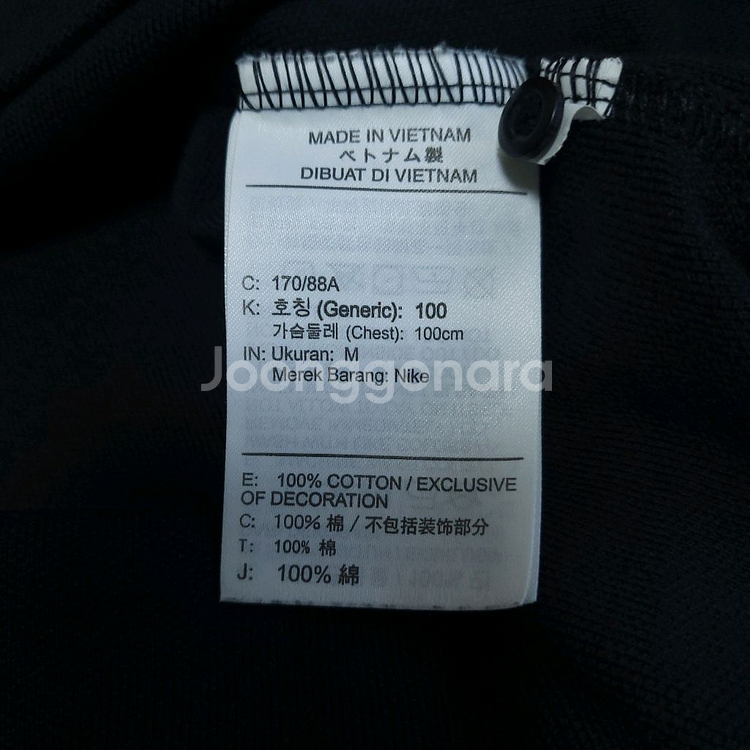 MADE IN VIETNAM
ベトナム製
DIBUAT DI VIETNAM
C: 170/88A
K: 호칭 (Generic): 100
가슴둘레 (Chest): 100cm
IN: Ukuran: M
Merek Barang: Nike
Joonggonara
E: 100% COTTON / EXCLUSIVE
OF DECORATION
C: 100% 棉 / 不包括装饰部分
T: 100% 棉
J: 100% 綿